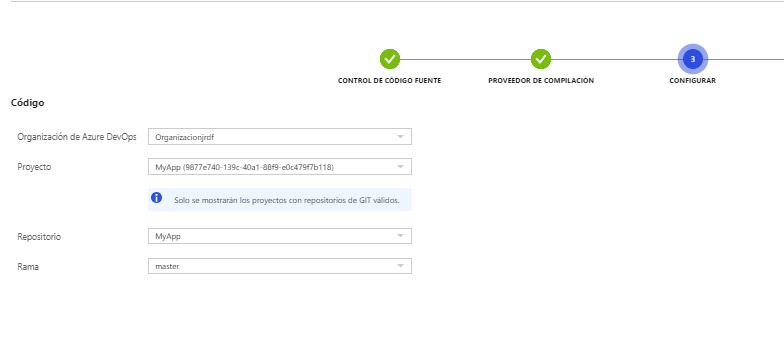 3
CONTROL DE CÓDIGO FUENTE
PROVEEDOR DE COMPILACIÓN
CONFIGURAR
Código
Organización de Azure DevOps
Organizacionjrdf
Proyecto
MyApp (9877e740-139c-40a1-88f9-e0c479f7b118)
Solo se mostrarán los proyectos con repositorios de GIT válidos.
Repositorio
MyApp
Rama
master